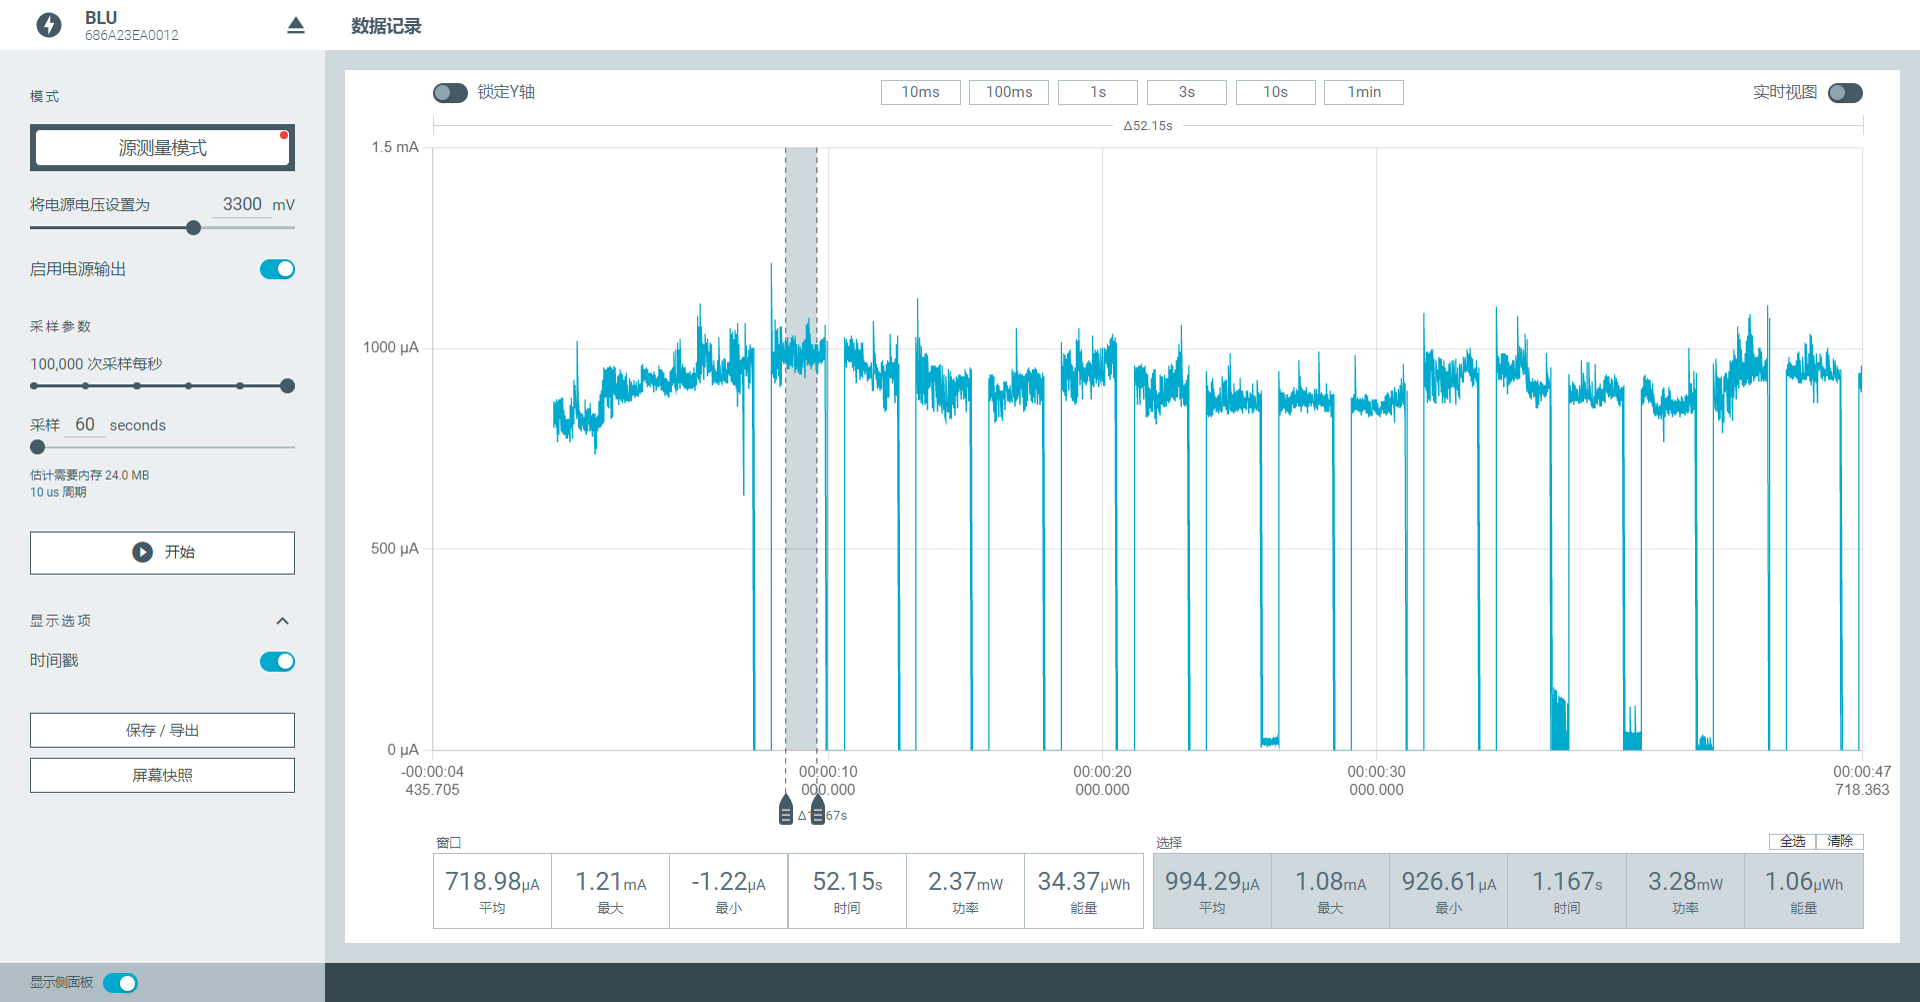 BLU
686A23EA0012
数据记录
模式
源测量模式
将电源电压设置为 3300 mV
启用电源输出
采样参数
100,000 次采样每秒
采样 60 seconds
估计需要内存 24.0 MB
10 us 周期
开始
显示选项
时间戳
保存 / 导出
屏幕快照
显示侧面板
锁定Y轴
10ms 100ms 1s 3s 10s 1min
实时视图
Δ52.15s
1.5 mA
1000 µA
500 µA
0 µA
-00:00:04 00:00:10 00:00:20 00:00:30 00:00:47
435.705 000.000 000.000 000.000 718.363
窗口
718.98µA 1.21mA -1.22µA 52.15s 2.37mW 34.37µWh
平均 最大 最小 时间 功率 能量
选择 全选 清除
994.29µA 1.08mA 926.61µA 1.167s 3.28mW 1.06µWh
平均 最大 最小 时间 功率 能量